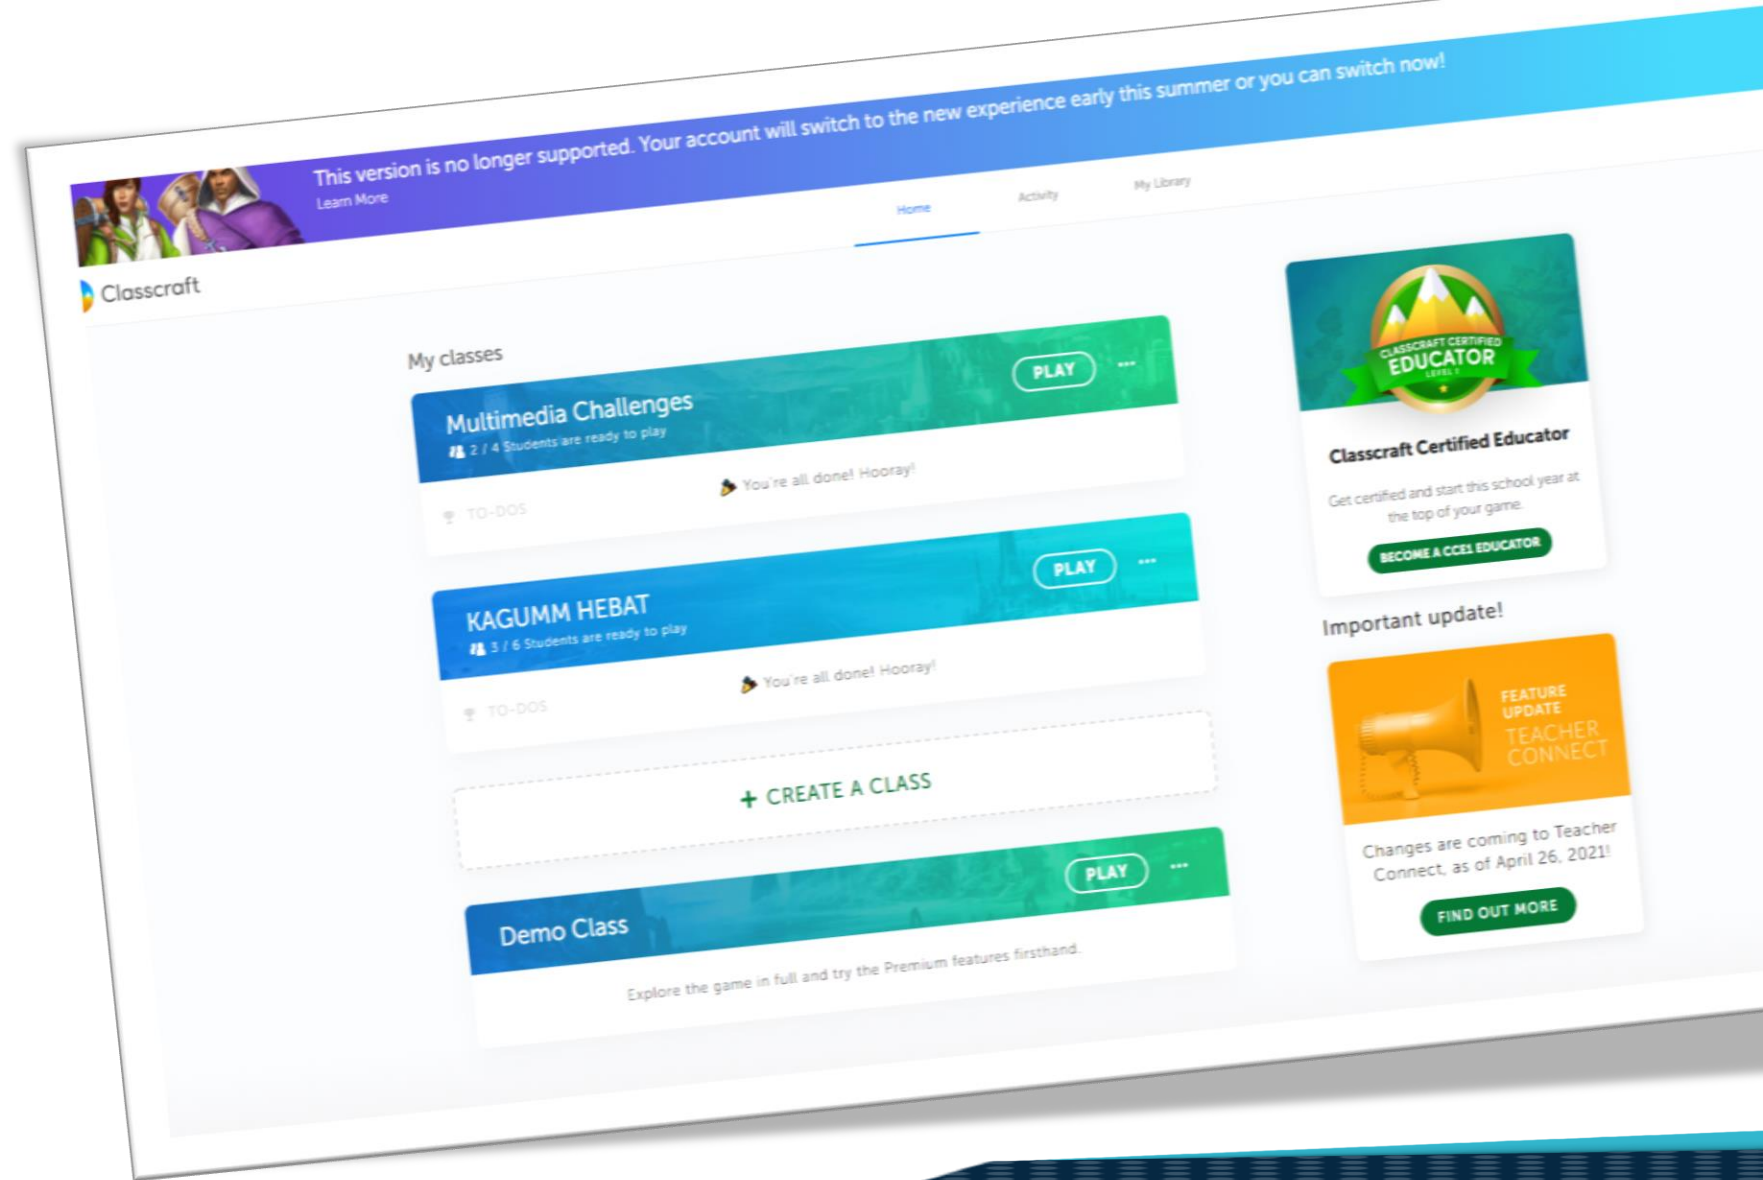 This version is no longer supported. Your account will switch to the new experience early this summer or you can switch now!
Learn More
Classcraft
Home
Activity
My Library
My classes
Multimedia Challenges
2 / 4 Students are ready to play
PLAY
TO-DOS
You're all done! Hooray!
KAGUMM HEBAT
3 / 6 Students are ready to play
PLAY
TO-DOS
You're all done! Hooray!
+ CREATE A CLASS
Demo Class
PLAY
Explore the game in full and try the Premium features firsthand.
CLASSCRAFT CERTIFIED
EDUCATOR
LEVEL 1
Classcraft Certified Educator
Get certified and start this school year at
the top of your game.
BECOME A CCE1 EDUCATOR
Important update!
FEATURE
UPDATE
TEACHER
CONNECT
Changes are coming to Teacher
Connect, as of April 26, 2021!
FIND OUT MORE